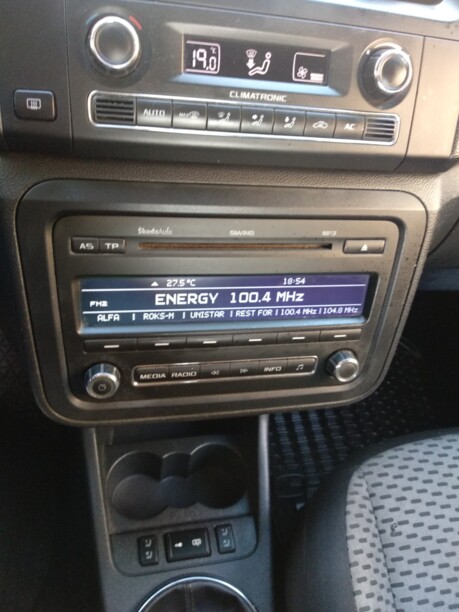 19,0
CLIMATRONIC
AUTO
AC
AS TP
MP3
27.5°C 18:54
FM2 ENERGY 100.4 MHz
ALFA | ROKS-M | UNISTAR | REST FOR | 100.4 MHz | 104.8 MHz
MEDIA RADIO INFO